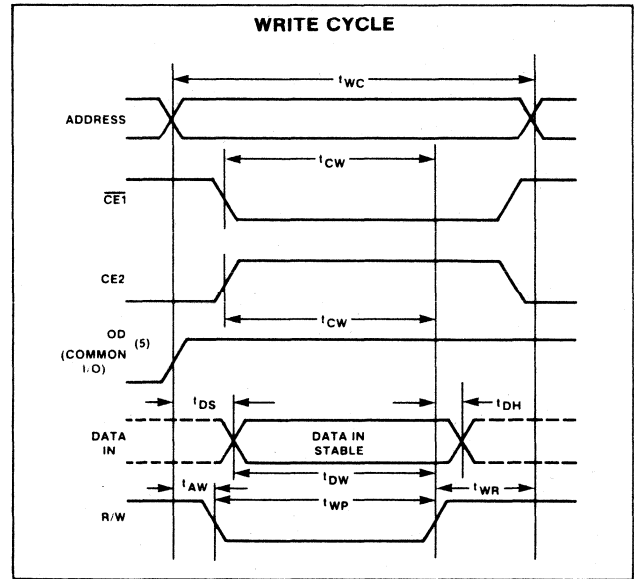 WRITE CYCLE
tWC
ADDRESS
tCW
CE1
CE2
tCW
OD (5)
(COMMON
I/O)
tDS
tDH
DATA
IN
DATA IN
STABLE
tDW
tAW
tWP
tWR
R/W